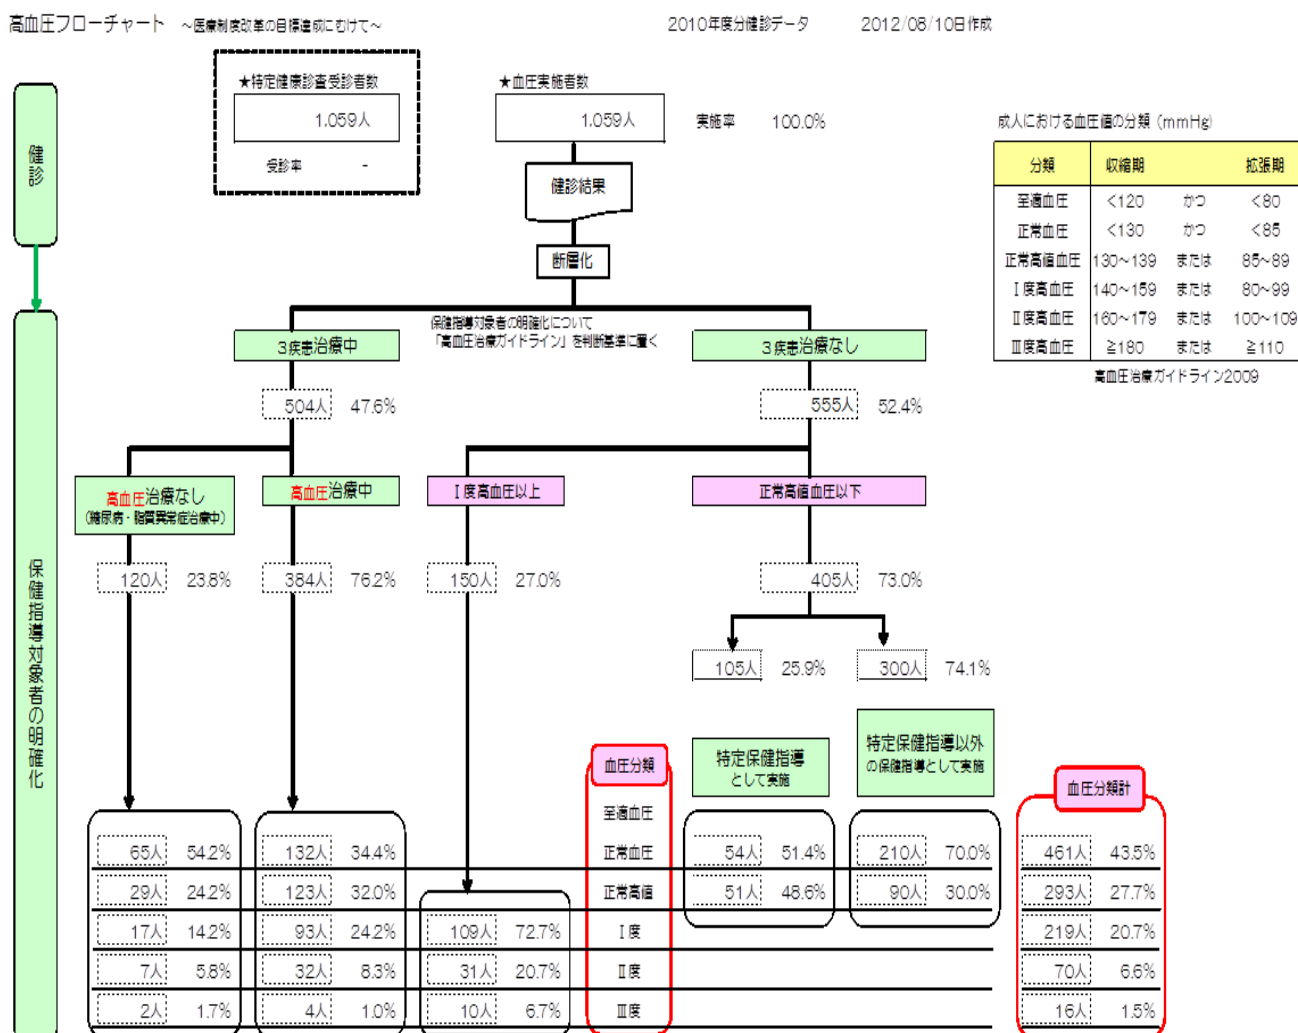 高血圧フローチャート ～医療制度改革の目標達成にむけて～ 2010年度分健診データ 2012/08/10日作成
★特定健康診査受診者数
1,059人
受診率 -
★血圧実施者数
1,059人
実施率 100.0%
健診
健診結果
断層化
成人における血圧値の分類 (mmHg)
分類 収縮期 拡張期
至適血圧 <120 かつ <80
正常血圧 <130 かつ <85
正常高値血圧 130~139 または 85~89
Ⅰ度高血圧 140~159 または 80~99
Ⅱ度高血圧 160~179 または 100~109
Ⅲ度高血圧 ≧180 または ≧110
高血圧治療ガイドライン2009
保健指導対象者の明確化について
「高血圧治療ガイドライン」を判断基準に置く
3疾患治療中
3疾患治療なし
504人 47.6%
555人 52.4%
高血圧治療なし
(糖尿病・脂質異常症治療中)
高血圧治療中
Ⅰ度高血圧以上
正常高値血圧以下
120人 23.8%
384人 76.2%
150人 27.0%
405人 73.0%
105人 25.9%
300人 74.1%
保健指導対象者の明確化
血圧分類
特定保健指導
として実施
特定保健指導以外
の保健指導として実施
血圧分類計
至適血圧
65人 54.2% 132人 34.4% 正常血圧 54人 51.4% 210人 70.0% 461人 43.5%
29人 24.2% 123人 32.0% 正常高値 51人 48.6% 90人 30.0% 293人 27.7%
17人 14.2% 93人 24.2% 109人 72.7% Ⅰ度 219人 20.7%
7人 5.8% 32人 8.3% 31人 20.7% Ⅱ度 70人 6.6%
2人 1.7% 4人 1.0% 10人 6.7% Ⅲ度 16人 1.5%